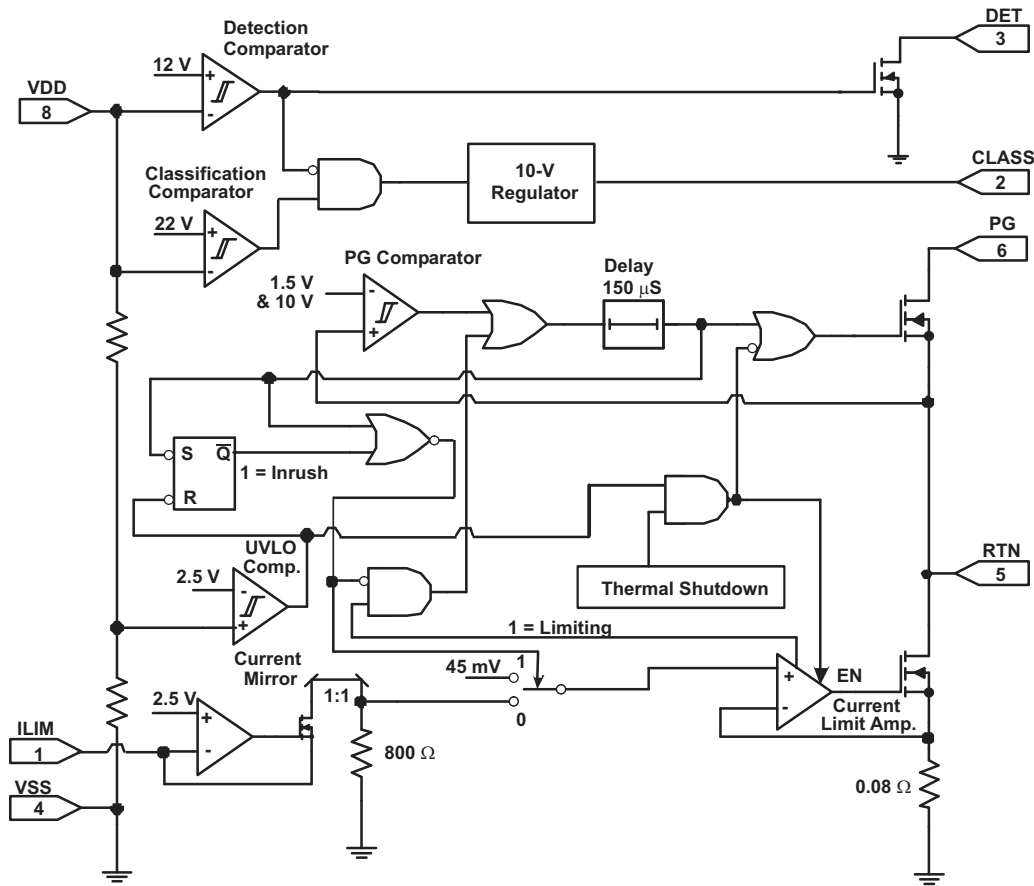 Detection
Comparator
DET
3
12 V
+
-
VDD
8
Classification
Comparator
10-V
Regulator
CLASS
2
22 V
+
-
PG Comparator
Delay
150 μS
PG
6
1.5 V
& 10 V
-
+
S
Q
R
1 = Inrush
UVLO
Comp.
2.5 V
-
+
Thermal Shutdown
RTN
5
1 = Limiting
Current
Mirror
1:1
45 mV
1
0
EN
+
-
Current
Limit Amp.
2.5 V
+
-
ILIM
1
800 Ω
0.08 Ω
VSS
4